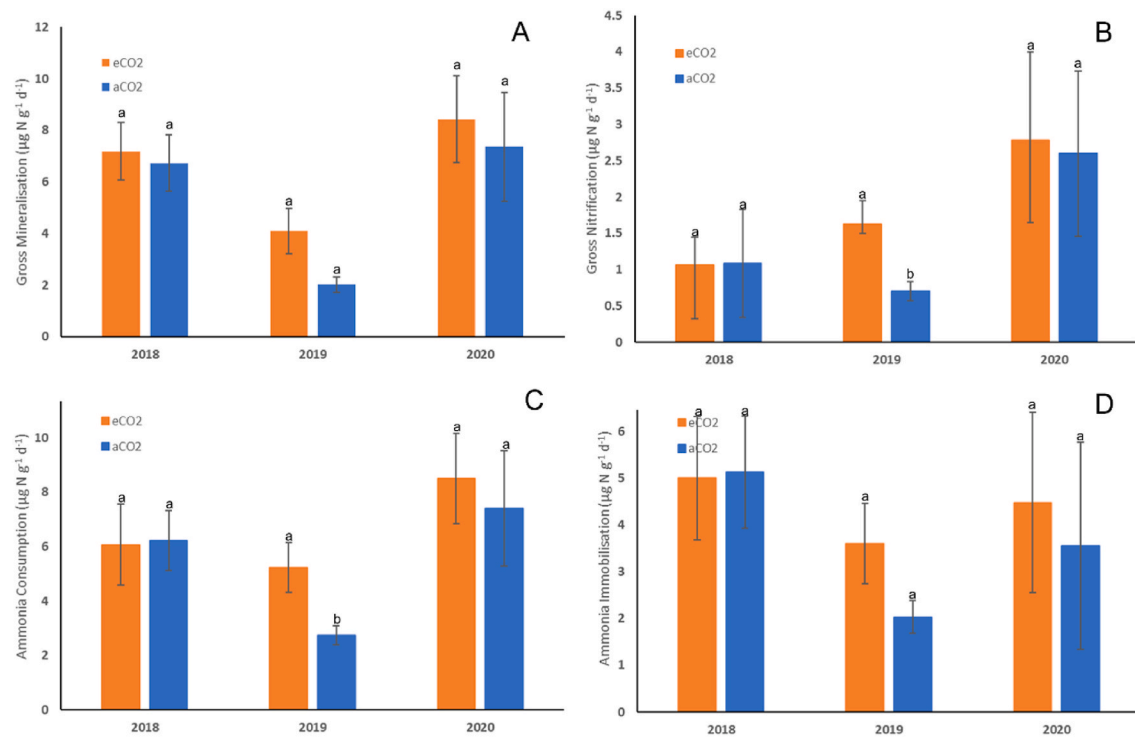 A
Gross Mineralisation (µg N g⁻¹ d⁻¹)
12
10
8
6
4
2
0
eCO2
aCO2
a
a
a
a
a
a
2018
2019
2020
B
Gross Nitrification (µg N g⁻¹ d⁻¹)
4.5
4
3.5
3
2.5
2
1.5
1
0.5
0
eCO2
aCO2
a
a
a
b
a
a
2018
2019
2020
C
Ammonia Consumption (µg N g⁻¹ d⁻¹)
10
8
6
4
2
0
eCO2
aCO2
a
a
a
b
a
a
2018
2019
2020
D
Ammonia Immobilisation (µg N g⁻¹ d⁻¹)
6
5
4
3
2
1
0
eCO2
aCO2
a
a
a
a
a
a
2018
2019
2020